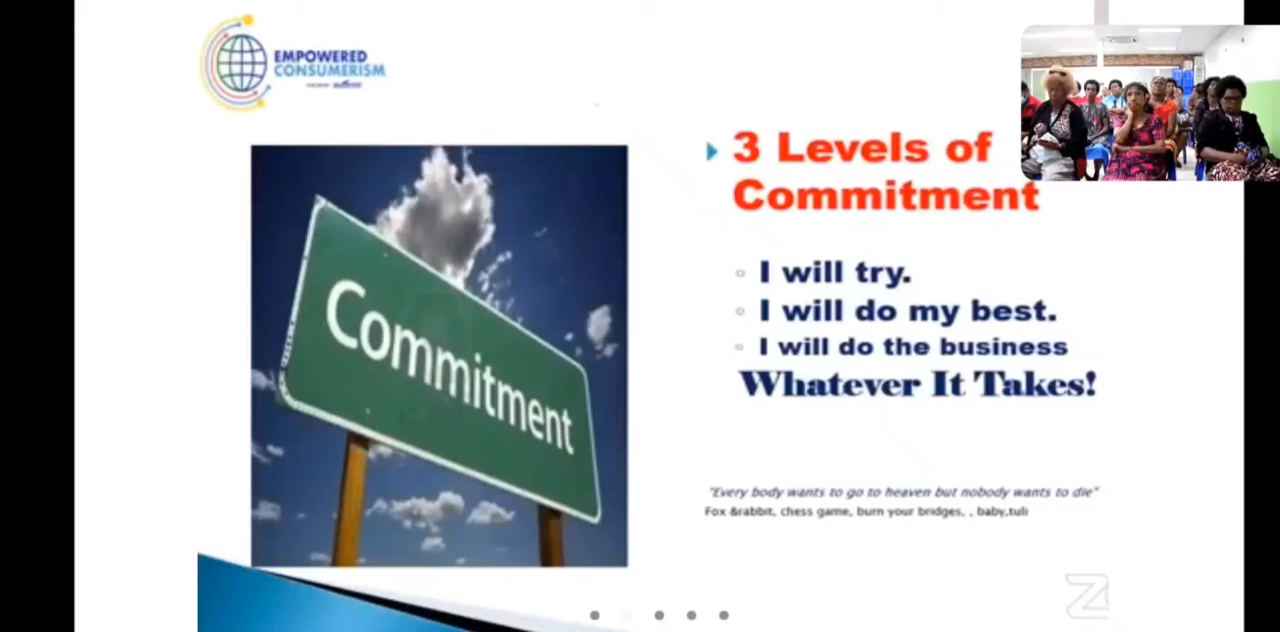 EMPOWERED
CONSUMERISM
3 Levels of
Commitment
Commitment
I will try.
I will do my best.
I will do the business
Whatever It Takes!
"Every body wants to go to heaven but nobody wants to die"
Fox &rabbit, chess game, burn your bridges, , baby,tuli